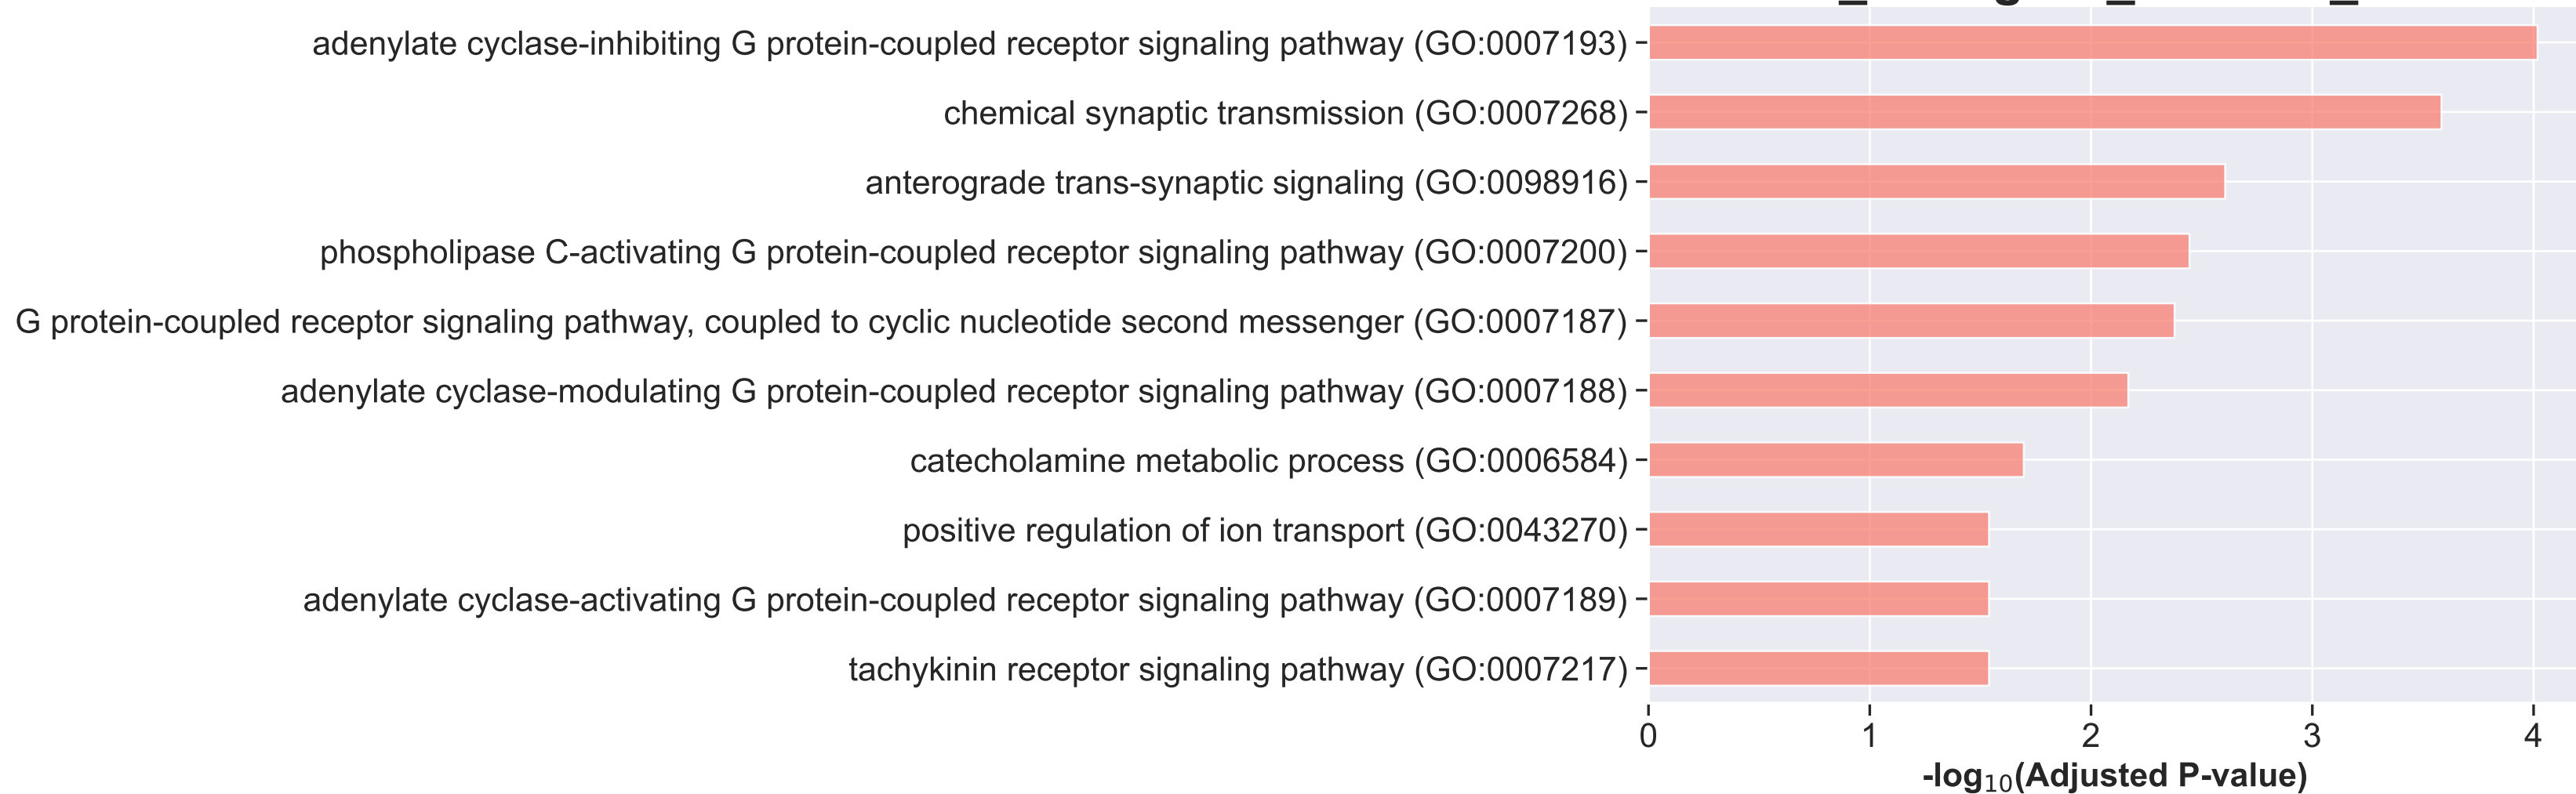 adenylate cyclase-inhibiting G protein-coupled receptor signaling pathway (GO:0007193)
chemical synaptic transmission (GO:0007268)
anterograde trans-synaptic signaling (GO:0098916)
phospholipase C-activating G protein-coupled receptor signaling pathway (GO:0007200)
G protein-coupled receptor signaling pathway, coupled to cyclic nucleotide second messenger (GO:0007187)
adenylate cyclase-modulating G protein-coupled receptor signaling pathway (GO:0007188)
catecholamine metabolic process (GO:0006584)
positive regulation of ion transport (GO:0043270)
adenylate cyclase-activating G protein-coupled receptor signaling pathway (GO:0007189)
tachykinin receptor signaling pathway (GO:0007217)
0 1 2 3 4
-log₁₀(Adjusted P-value)